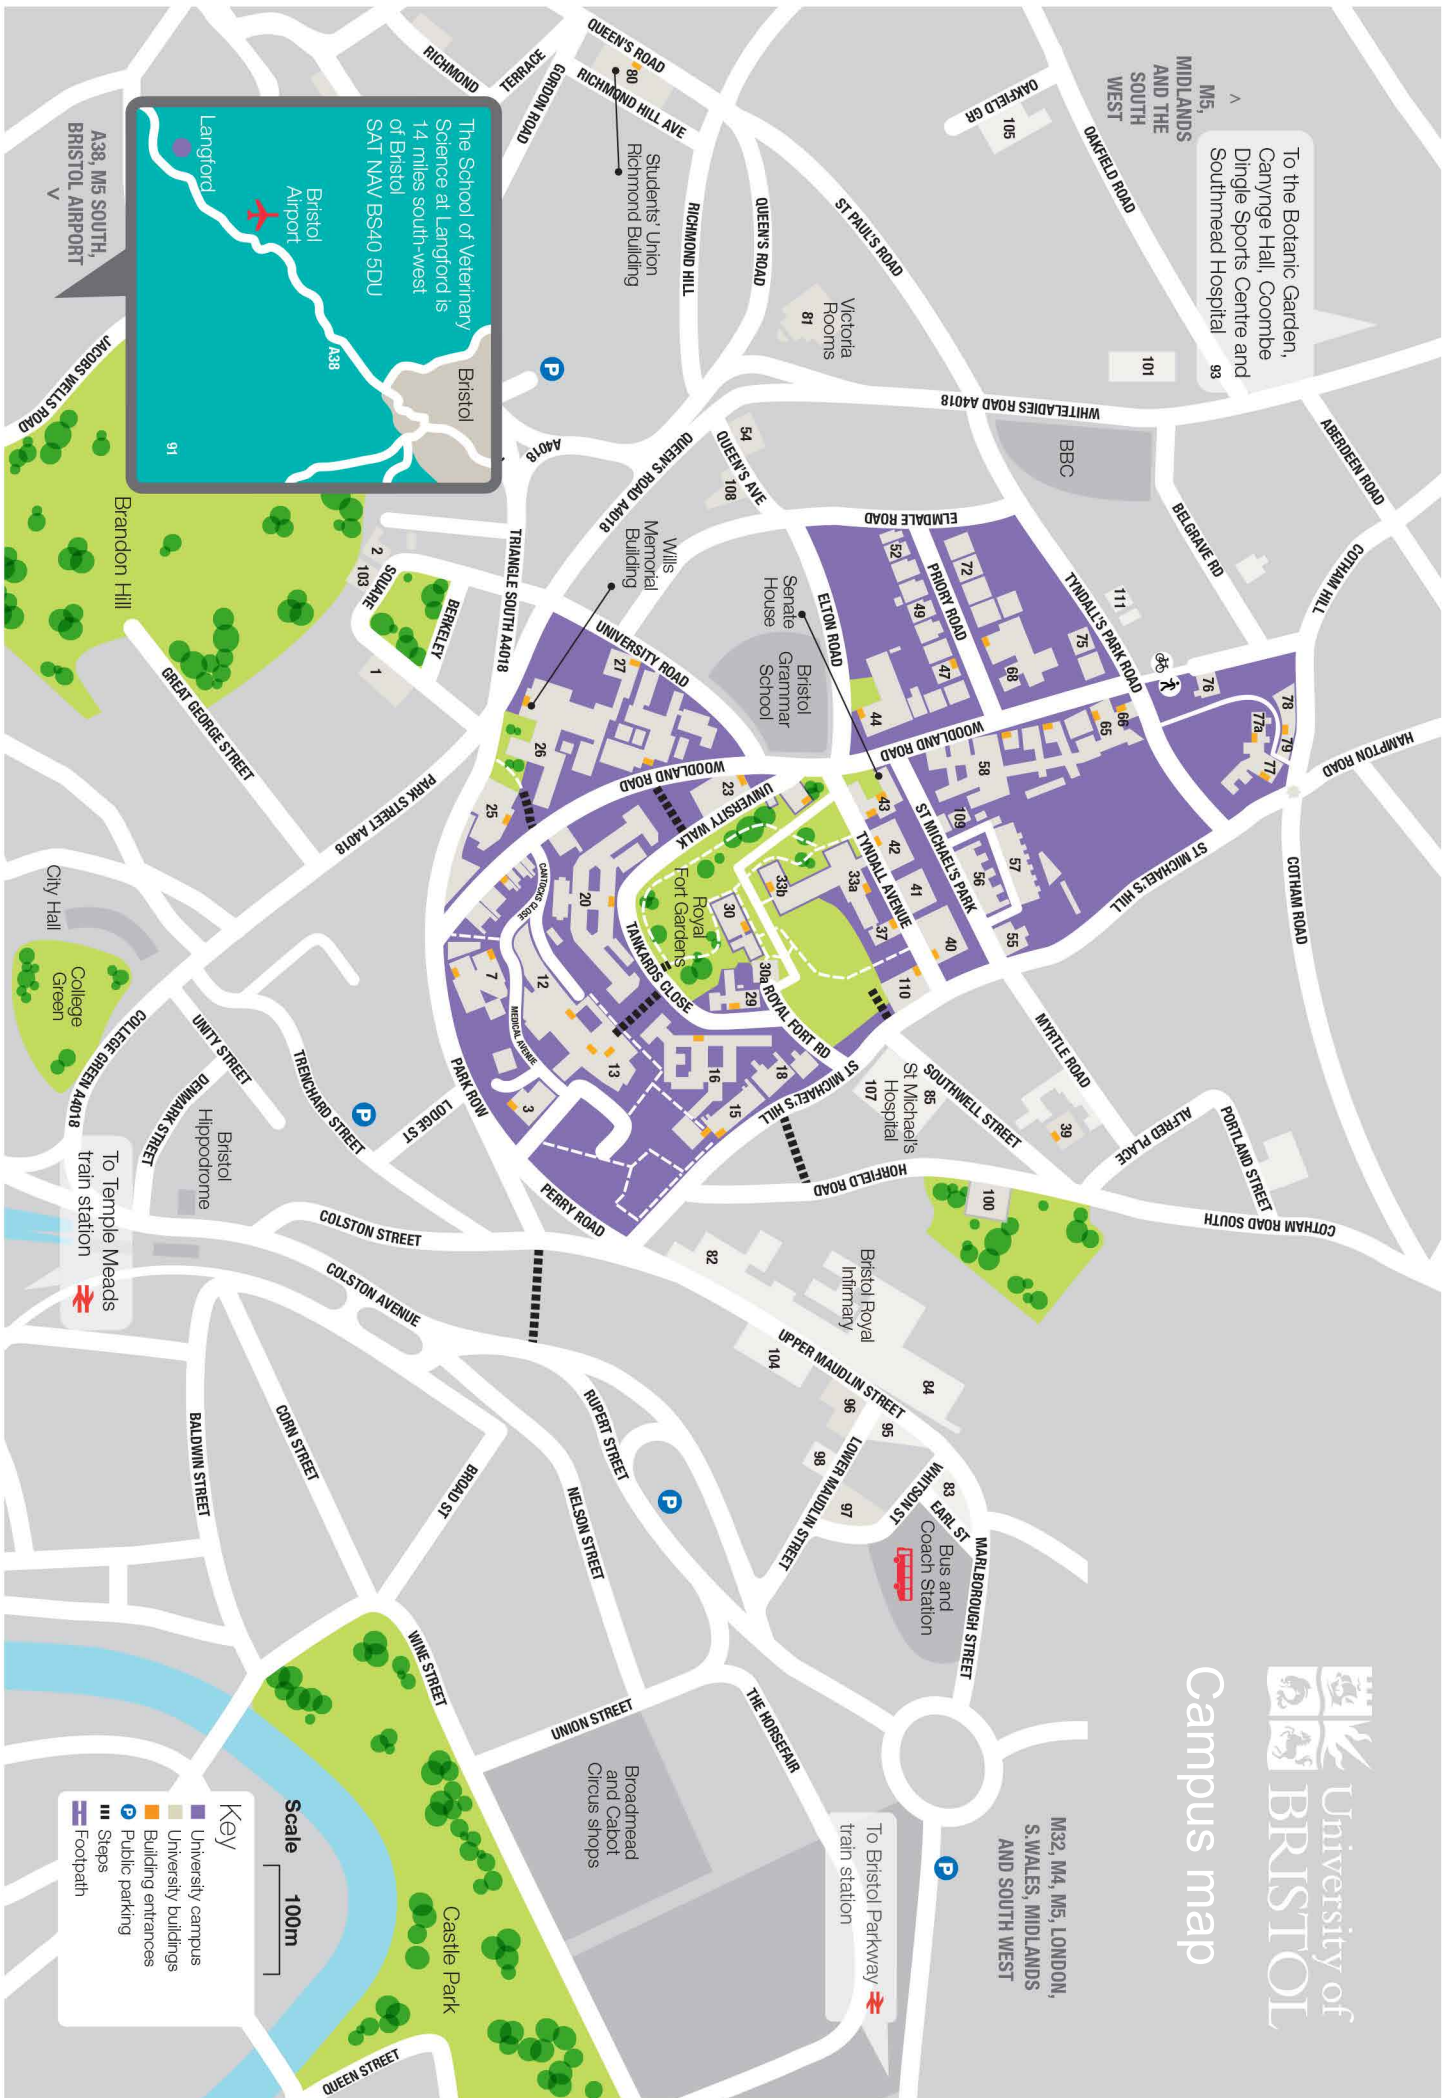 University of
BRISTOL
Campus map
M5,
MIDLANDS
AND THE
SOUTH
WEST
To the Botanic Garden,
Canynge Hall, Coombe
Dingle Sports Centre and
Southmead Hospital
93
M32, M4, M5, LONDON,
S.WALES, MIDLANDS
AND SOUTH WEST
To Bristol Parkway
train station
HAMPTON ROAD
COTHAM HILL
ABERDEEN ROAD
COTHAM ROAD
COTHAM ROAD SOUTH
BELGRAVE RD
ST MICHAEL'S HILL
PORTLAND STREET
ALFRED PLACE
OAKFIELD ROAD
OAKFIELD GR
105
101
WHITELADIES ROAD A4018
BBC
TYNDALL'S PARK ROAD
111
75
76
78
79
77a
77
66
65
MYRTLE ROAD
39
100
SOUTHWELL STREET
85
St Michael's
Hospital
107
HORFIELD ROAD
ST PAUL'S ROAD
ELMDALE ROAD
PRIORY ROAD
72
52
49
47
68
WOODLAND ROAD
58
109
57
56
55
ST MICHAEL'S PARK
44
43
42
41
40
TYNDALL AVENUE
110
37
33a
33b
Victoria
Rooms
81
QUEEN'S ROAD
QUEEN'S AVE
54
108
ELTON ROAD
Senate
House
Bristol
Grammar
School
UNIVERSITY WALK
23
Royal
Fort Gardens
30
30a
29
ROYAL FORT RD
ST MICHAEL'S HILL
18
16
15
TANKARDS CLOSE
Bristol Royal
Infirmary
82
84
104
UPPER MAUDLIN STREET
96
95
98
97
LOWER MAUDLIN STREET
WHITSON ST
83
EARL ST
Bus and
Coach Station
MARLBOROUGH STREET
THE HORSEFAIR
QUEEN'S ROAD
80
RICHMOND HILL AVE
Students' Union
Richmond Building
RICHMOND HILL
GORDON ROAD
RICHMOND
TERRACE
P
QUEEN'S ROAD A4018
A4018
Wills
Memorial
Building
UNIVERSITY ROAD
27
WOODLAND ROAD
26
25
20
CANTOCKS CLOSE
12
13
7
MEDICAL AVENUE
3
PARK ROW
PERRY ROAD
LODGE ST
TRENCHARD STREET
P
COLSTON STREET
COLSTON AVENUE
RUPERT STREET
NELSON STREET
P
P
UNION STREET
Broadmead
and Cabot
Circus shops
The School of Veterinary
Science at Langford is
14 miles south-west
of Bristol
SAT NAV BS40 5DU
Bristol
A38
Bristol
Airport
Langford
91
A38, M5 SOUTH,
BRISTOL AIRPORT
JACOBS WELLS ROAD
Brandon Hill
2
103
BERKELEY
SQUARE
1
TRIANGLE SOUTH A4018
GREAT GEORGE STREET
PARK STREET A4018
City Hall
College
Green
COLLEGE GREEN A4018
UNITY STREET
DENMARK STREET
Bristol
Hippodrome
To Temple Meads
train station
BALDWIN STREET
CORN STREET
BROAD ST
WINE STREET
Castle Park
QUEEN STREET
Scale
100m
Key
University campus
University buildings
Building entrances
P Public parking
Steps
Footpath